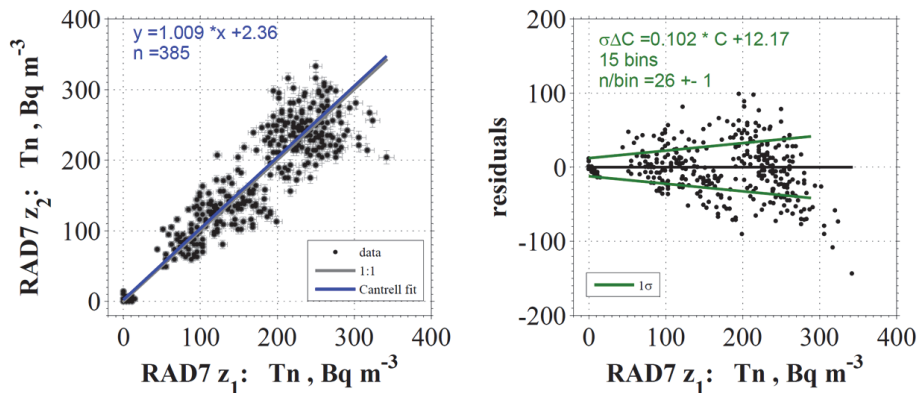 y =1.009 *x +2.36
n =385
400
300
200
100
0
RAD7 z2: Tn , Bq m-3
data
1:1
Cantrell fit
0 100 200 300 400
RAD7 z1: Tn , Bq m-3
200
100
0
-100
-200
residuals
σΔC =0.102 * C +12.17
15 bins
n/bin =26 +- 1
1σ
0 100 200 300 400
RAD7 z1: Tn , Bq m-3